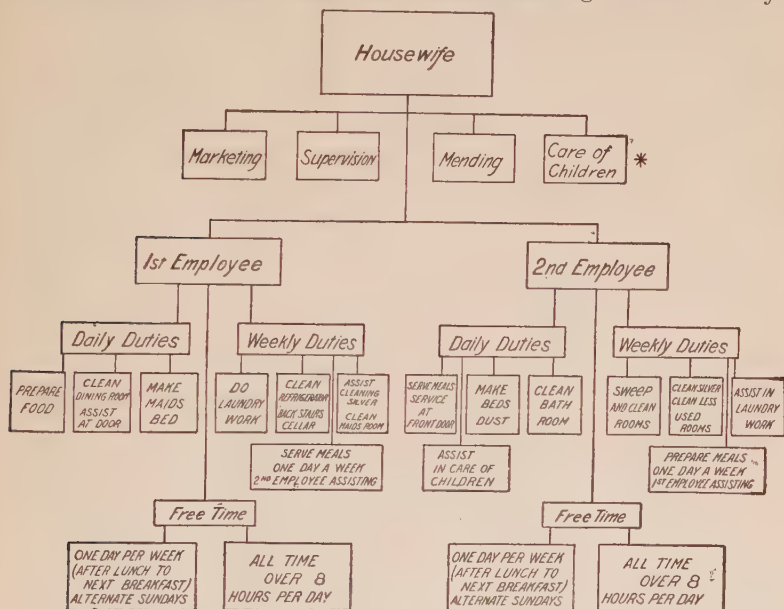 Housewife
Marketing
Supervision
Mending
Care of
Children *
1st Employee
2nd Employee
Daily Duties
Weekly Duties
Daily Duties
Weekly Duties
PREPARE
FOOD
CLEAN
DINING ROOM
ASSIST
AT DOOR
MAKE
MAIDS
BED
DO
LAUNDRY
WORK
CLEAN
REFRIGERATOR
BACK STAIRS
CELLAR
ASSIST
CLEANING
SILVER
CLEAN
MAIDS ROOM
SERVE MEALS
ONE DAY A WEEK
2ND EMPLOYEE ASSISTING
SERVE MEALS
SERVICE
AT
FRONT DOOR
MAKE
BEDS
DUST
CLEAN
BATH
ROOM
ASSIST
IN CARE OF
CHILDREN
SWEEP
AND CLEAN
ROOMS
CLEAN SILVER
CLEAN LESS
USED
ROOMS
ASSIST IN
LAUNDRY
WORK
PREPARE MEALS
ONE DAY A WEEK
1ST EMPLOYEE ASSISTING
Free Time
ONE DAY PER WEEK
(AFTER LUNCH TO
NEXT BREAKFAST)
ALTERNATE SUNDAYS
ALL TIME
OVER 8
HOURS PER DAY
Free Time
ONE DAY PER WEEK
(AFTER LUNCH TO
NEXT BREAKFAST)
ALTERNATE SUNDAYS
ALL TIME
OVER 8
HOURS PER DAY